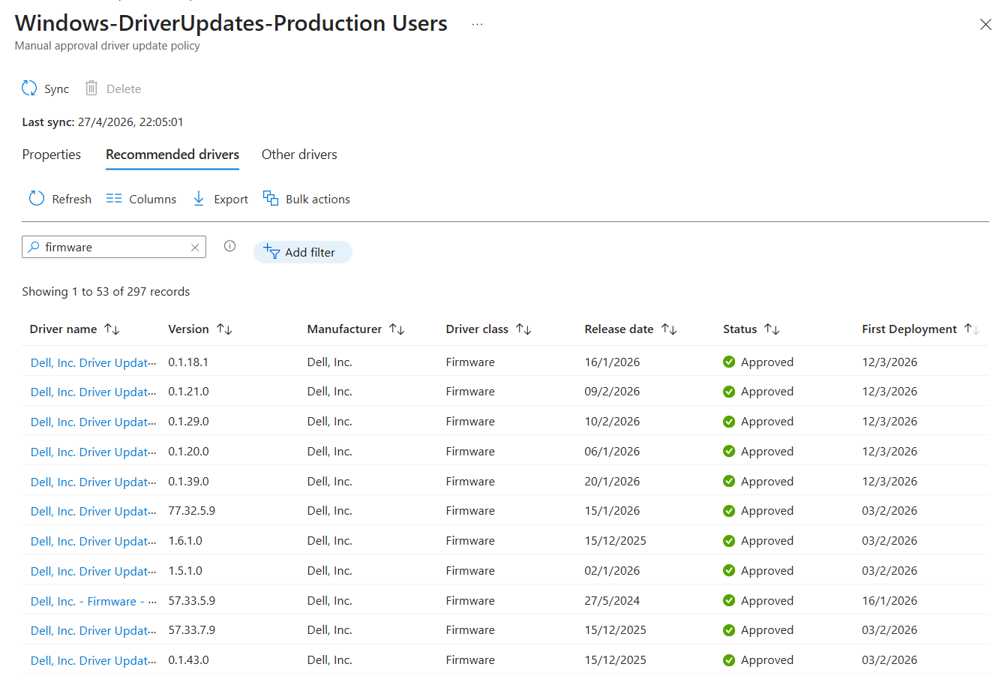 Windows-DriverUpdates-Production Users ...
Manual approval driver update policy
Sync Delete
Last sync: 27/4/2026, 22:05:01
Properties Recommended drivers Other drivers
Refresh Columns Export Bulk actions
firmware Add filter
Showing 1 to 53 of 297 records
Driver name Version Manufacturer Driver class Release date Status First Deployment
Dell, Inc. Driver Updat... 0.1.18.1 Dell, Inc. Firmware 16/1/2026 Approved 12/3/2026
Dell, Inc. Driver Updat... 0.1.21.0 Dell, Inc. Firmware 09/2/2026 Approved 12/3/2026
Dell, Inc. Driver Updat... 0.1.29.0 Dell, Inc. Firmware 10/2/2026 Approved 12/3/2026
Dell, Inc. Driver Updat... 0.1.20.0 Dell, Inc. Firmware 06/1/2026 Approved 12/3/2026
Dell, Inc. Driver Updat... 0.1.39.0 Dell, Inc. Firmware 20/1/2026 Approved 12/3/2026
Dell, Inc. Driver Updat... 77.32.5.9 Dell, Inc. Firmware 15/1/2026 Approved 03/2/2026
Dell, Inc. Driver Updat... 1.6.1.0 Dell, Inc. Firmware 15/12/2025 Approved 03/2/2026
Dell, Inc. Driver Updat... 1.5.1.0 Dell, Inc. Firmware 02/1/2026 Approved 03/2/2026
Dell, Inc. - Firmware - ... 57.33.5.9 Dell, Inc. Firmware 27/5/2024 Approved 16/1/2026
Dell, Inc. Driver Updat... 57.33.7.9 Dell, Inc. Firmware 15/12/2025 Approved 03/2/2026
Dell, Inc. Driver Updat... 0.1.43.0 Dell, Inc. Firmware 15/12/2025 Approved 03/2/2026